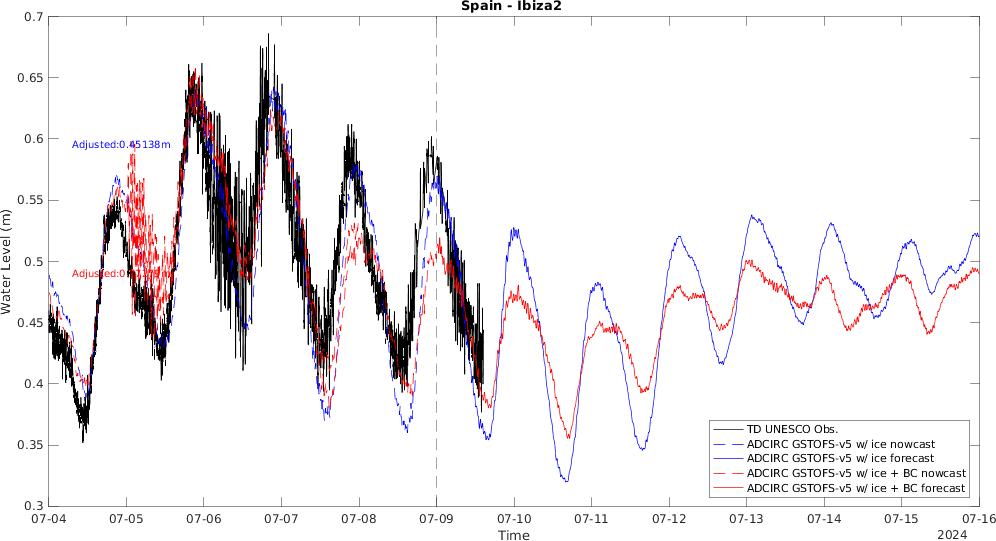 Spain - Ibiza2
0.7
0.65
0.6
0.55
0.5
0.45
0.4
0.35
0.3
Water Level (m)
Adjusted:0.45138m
TD UNESCO Obs.
ADCIRC GSTOFS-v5 w/ ice nowcast
ADCIRC GSTOFS-v5 w/ ice forecast
ADCIRC GSTOFS-v5 w/ ice + BC nowcast
ADCIRC GSTOFS-v5 w/ ice + BC forecast
07-04 07-05 07-06 07-07 07-08 07-09 07-10 07-11 07-12 07-13 07-14 07-15 07-16
Time
2024